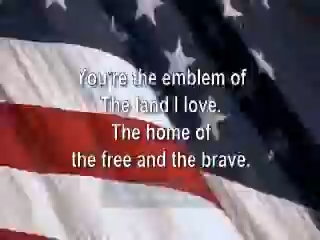 You're the emblem of
The land I love.
The home of
the free and the brave.